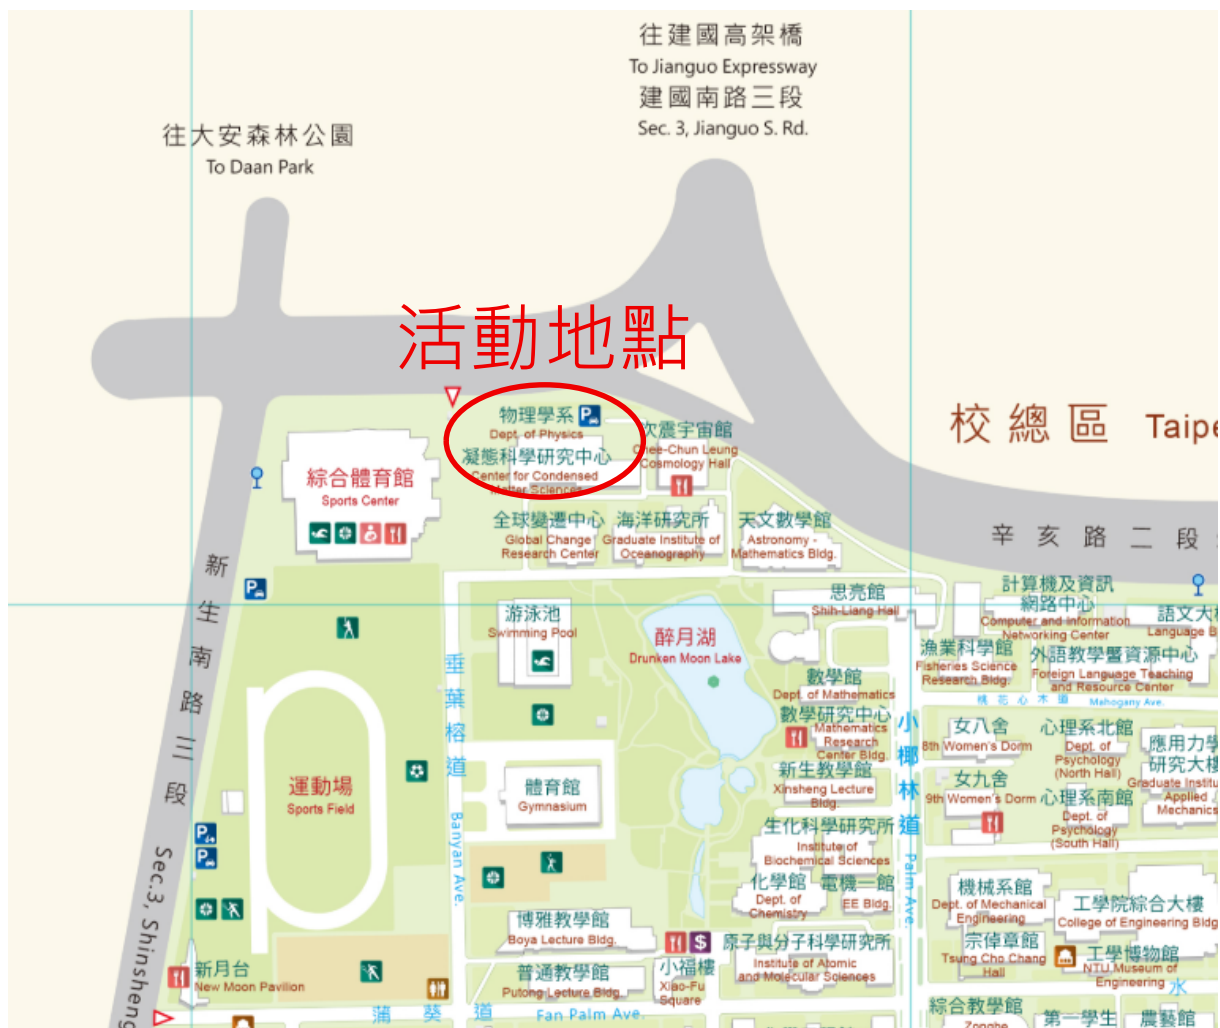 往建國高架橋
To Jianguo Expressway
建國南路三段
Sec. 3, Jianguo S. Rd.
往大安森林公園
To Daan Park
活動地點
物理學系
Dept. of Physics
凝態科學研究中心
Center for Condensed
Matter Sciences
次震宇宙館
Chee-Chun Leung
Cosmology Hall
校總區 Taipe
綜合體育館
Sports Center
全球變遷中心
Global Change
Research Center
海洋研究所
Graduate Institute of
Oceanography
天文數學館
Astronomy -
Mathematics Bldg.
辛亥路二段
新生南路三段
Sec.3, Shinsheng
游泳池
Swimming Pool
醉月湖
Drunken Moon Lake
思亮館
Shih-Liang Hall
計算機及資訊
網路中心
Computer and Information
Networking Center
語文大
Language B
漁業科學館
Fisheries Science
Research Bldg.
外語教學暨資源中心
Foreign Language Teaching
and Resource Center
桃花心木道 Mahogany Ave.
垂葉榕道
Banyan Ave.
數學館
Dept. of Mathematics
數學研究中心
Mathematics
Research
Center Bldg.
小椰林道
Palm Ave.
女八舍
8th Women's Dorm
心理系北館
Dept. of
Psychology
(North Hall)
應用力學
研究大樓
Graduate Institu
Applied
Mechanics
新生教學館
Xinsheng Lecture
Bldg.
女九舍
9th Women's Dorm
心理系南館
Dept. of
Psychology
(South Hall)
運動場
Sports Field
體育館
Gymnasium
生化科學研究所
Institute of
Biochemical Sciences
化學館
Dept. of
Chemistry
電機一館
EE Bldg.
機械系館
Dept. of Mechanical
Engineering
工學院綜合大樓
College of Engineering Bldg
博雅教學館
Boya Lecture Bldg.
原子與分子科學研究所
Institute of Atomic
and Molecular Sciences
宗倬章館
Tsung Cho Chang
Hall
工學博物館
NTU Museum of
Engineering
水
新月台
New Moon Pavilion
普通教學館
Putong Lecture Bldg.
小福樓
Xiao-Fu
Square
蒲葵道 Fan Palm Ave.
綜合教學館
Zonghe
第一學生
農藝館